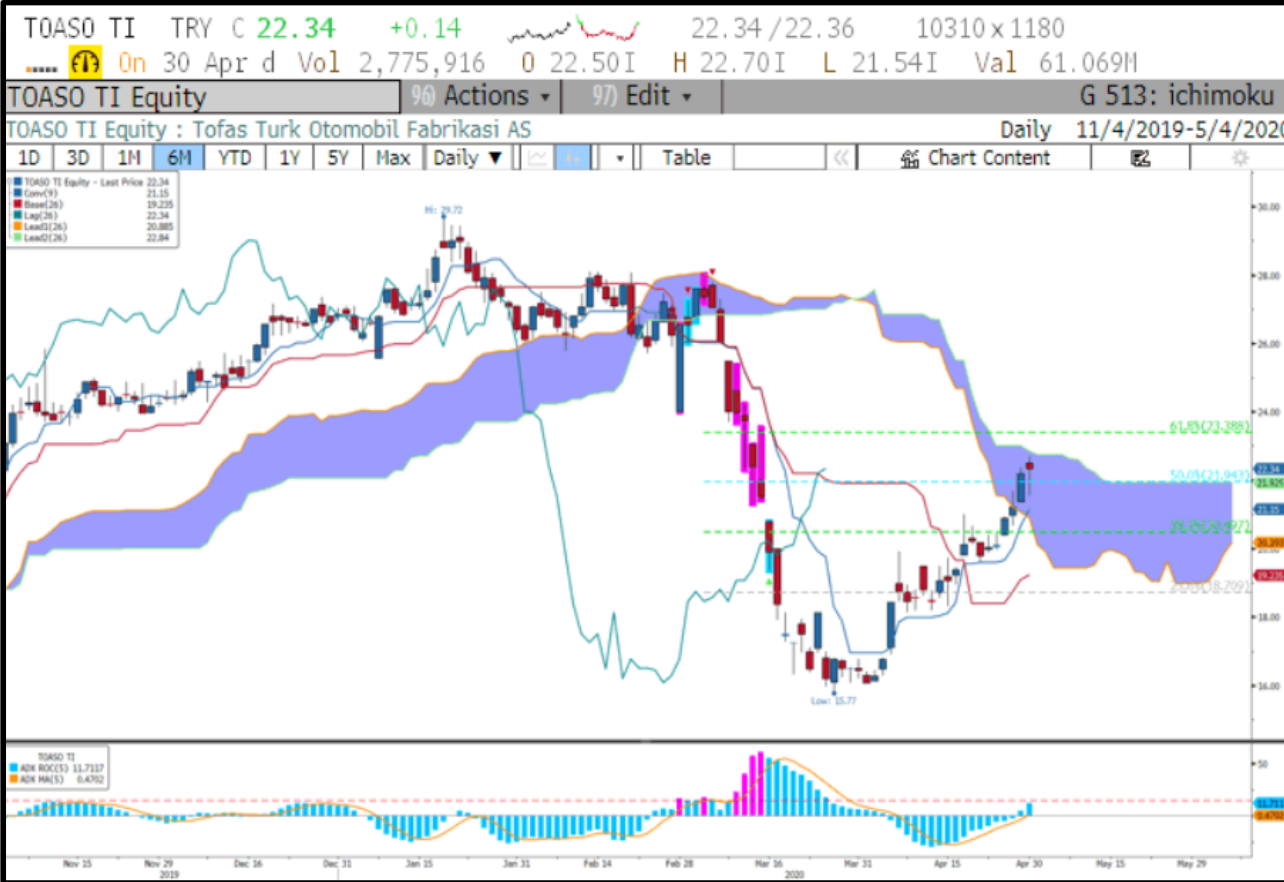 TOASO TI TRY C 22.34 +0.14 22.34/22.36 10310x1180
On 30 Apr d Vol 2,775,916 O 22.50I H 22.70I L 21.54I Val 61.069M
TOASO TI Equity 96) Actions 97) Edit G 513: ichimoku
TOASO TI Equity : Tofas Turk Otomobil Fabrikasi AS Daily 11/4/2019-5/4/2020
1D 3D 1M 6M YTD 1Y 5Y Max Daily ▼ Table « Chart Content
TOASO TI Equity - Last Price 22.34
Conv(9) 21.15
Base(26) 19.235
Lag(26) 22.34
Lead1(26) 20.885
Lead2(26) 22.84
Hi: 29.72
30.00
28.00
26.00
24.00
61.8%(23.388)
22.34
50.0%(21.943)
21.925
21.15
20.00
19.235
18.00
16.00
Low: 15.77
TOASO TI
ADX ROC(5) 11.7117
ADX MA(5) 0.4702
50
0.4702
Nov 15 Nov 29 Dec 16 Dec 31 Jan 15 Jan 31 Feb 14 Feb 28 Mar 16 Mar 31 Apr 15 Apr 30 May 15 May 29
2019 2020